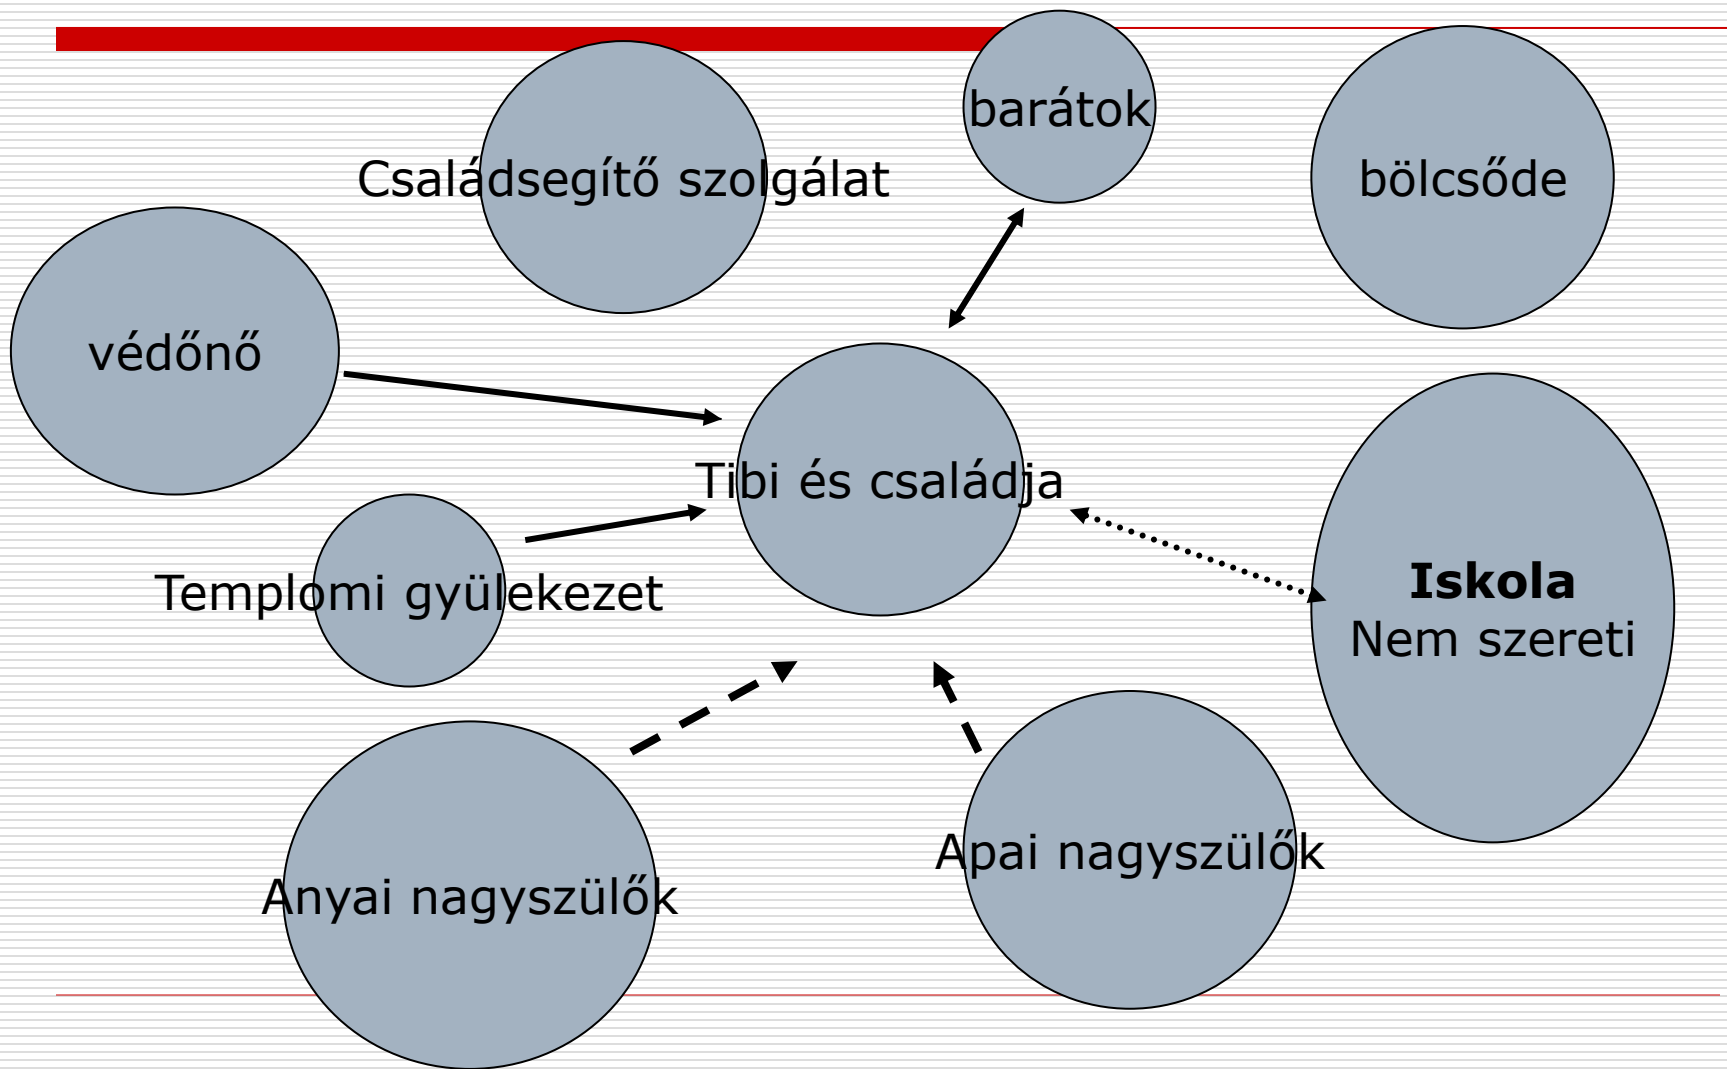 barátok
Családsegítő szolgálat
bölcsőde
védőnő
Tibi és családja
Templomi gyülekezet
Iskola
Nem szereti
Apai nagyszülők
Anyai nagyszülők